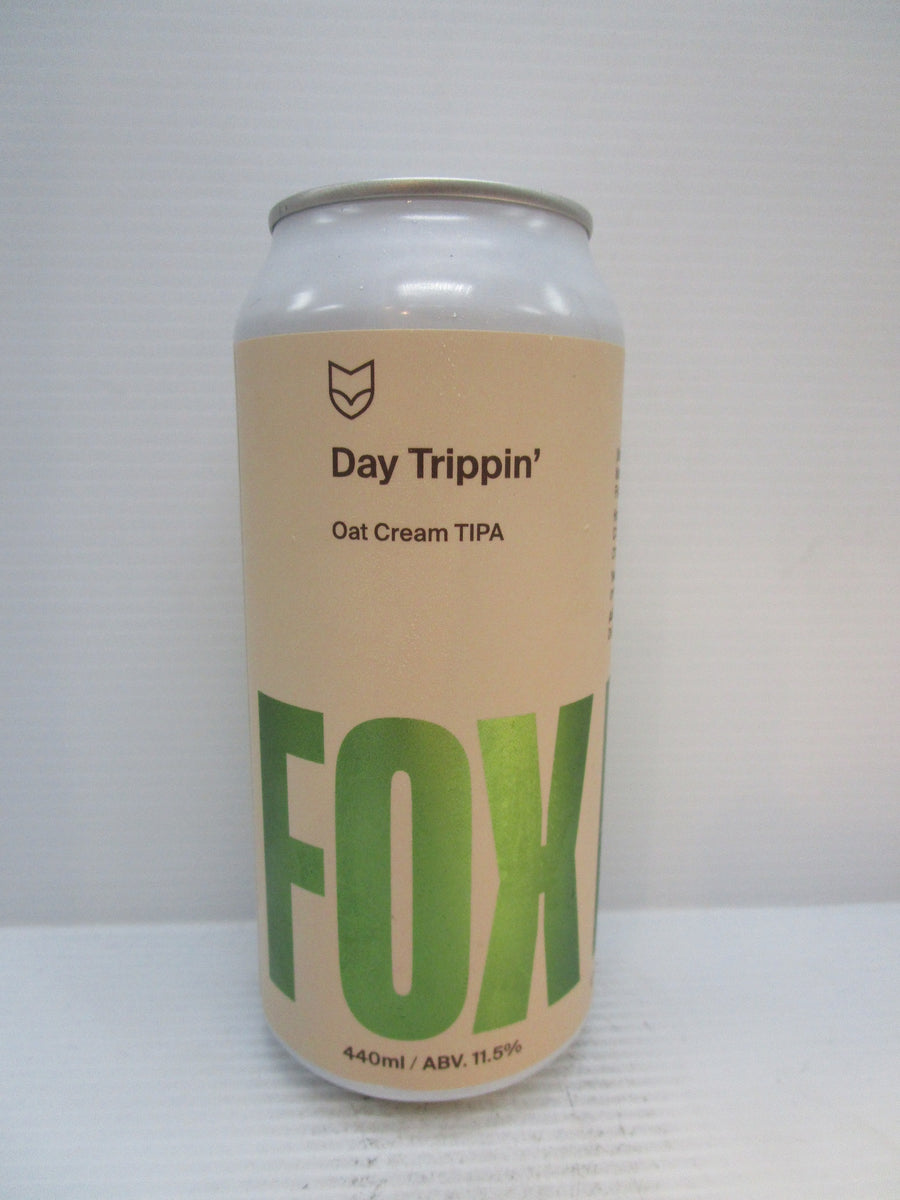 Day Trippin’
Oat Cream TIPA
FOX
440ml / ABV. 11.5%